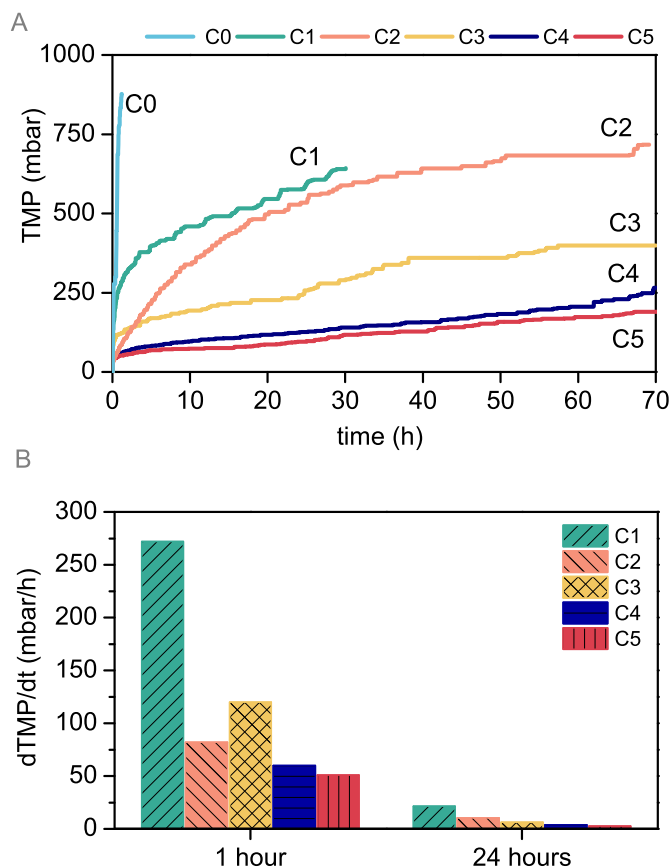 A
C0 C1 C2 C3 C4 C5
1000
750
500
250
0
TMP (mbar)
C0
C1
C2
C3
C4
C5
0 10 20 30 40 50 60 70
time (h)
B
300
250
200
150
100
50
0
dTMP/dt (mbar/h)
C1
C2
C3
C4
C5
1 hour 24 hours